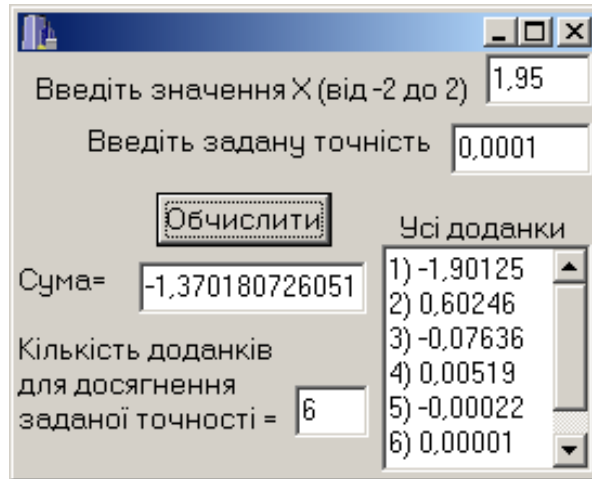 Введіть значення X (від -2 до 2) 1,95
Введіть задану точність 0,0001
Обчислити
Сума= -1,370180726051
Кількість доданків
для досягнення
заданої точності = 6
Усі доданки
1) -1,90125
2) 0,60246
3) -0,07636
4) 0,00519
5) -0,00022
6) 0,00001